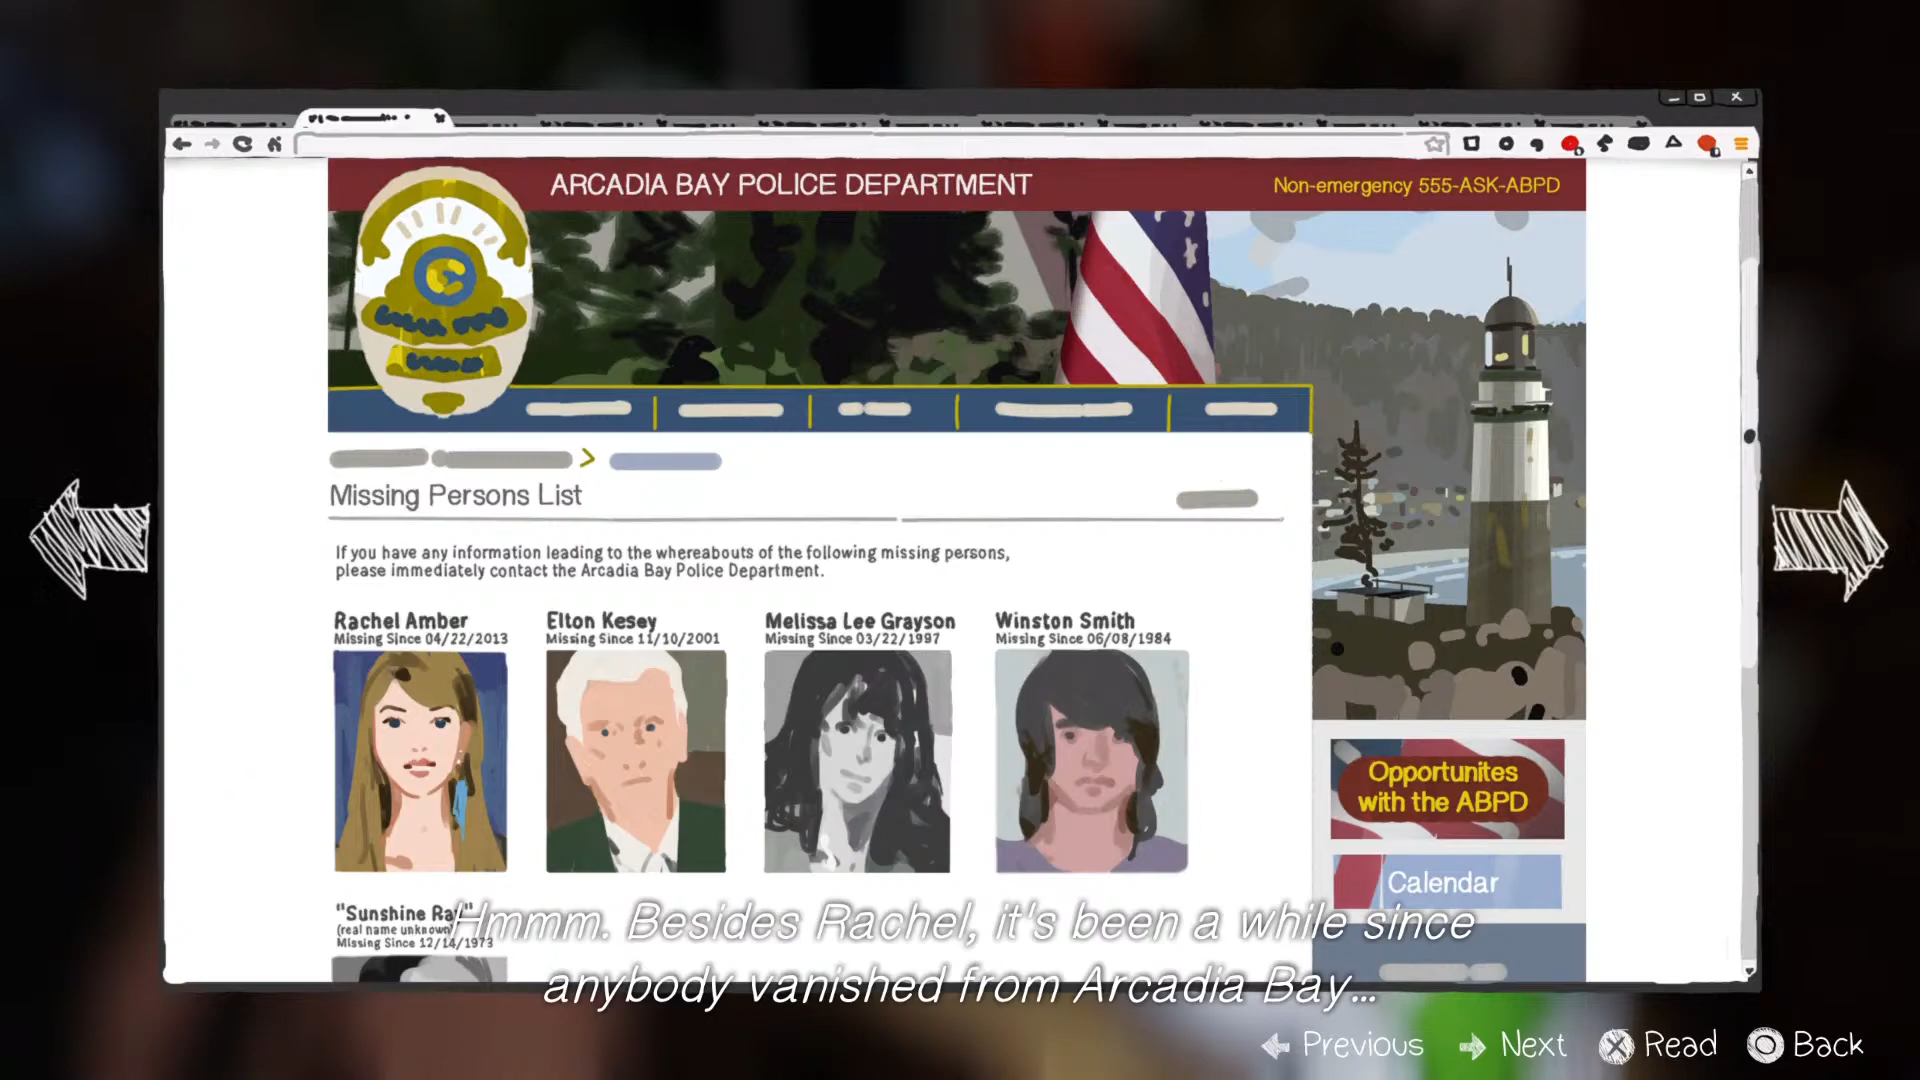 ARCADIA BAY POLICE DEPARTMENT
Non-emergency 555-ASK-ABPD
Missing Persons List
If you have any information leading to the whereabouts of the following missing persons,
please immediately contact the Arcadia Bay Police Department.
Rachel Amber
Missing Since 04/22/2013
Elton Kesey
Missing Since 11/10/2001
Melissa Lee Grayson
Missing Since 03/22/1997
Winston Smith
Missing Since 06/08/1984
"Sunshine Ray"
(real name unknown)
Missing Since 12/14/1973
Opportunites
with the ABPD
Calendar
Hmmm. Besides Rachel, it's been a while since
anybody vanished from Arcadia Bay...
Previous
Next
Read
Back